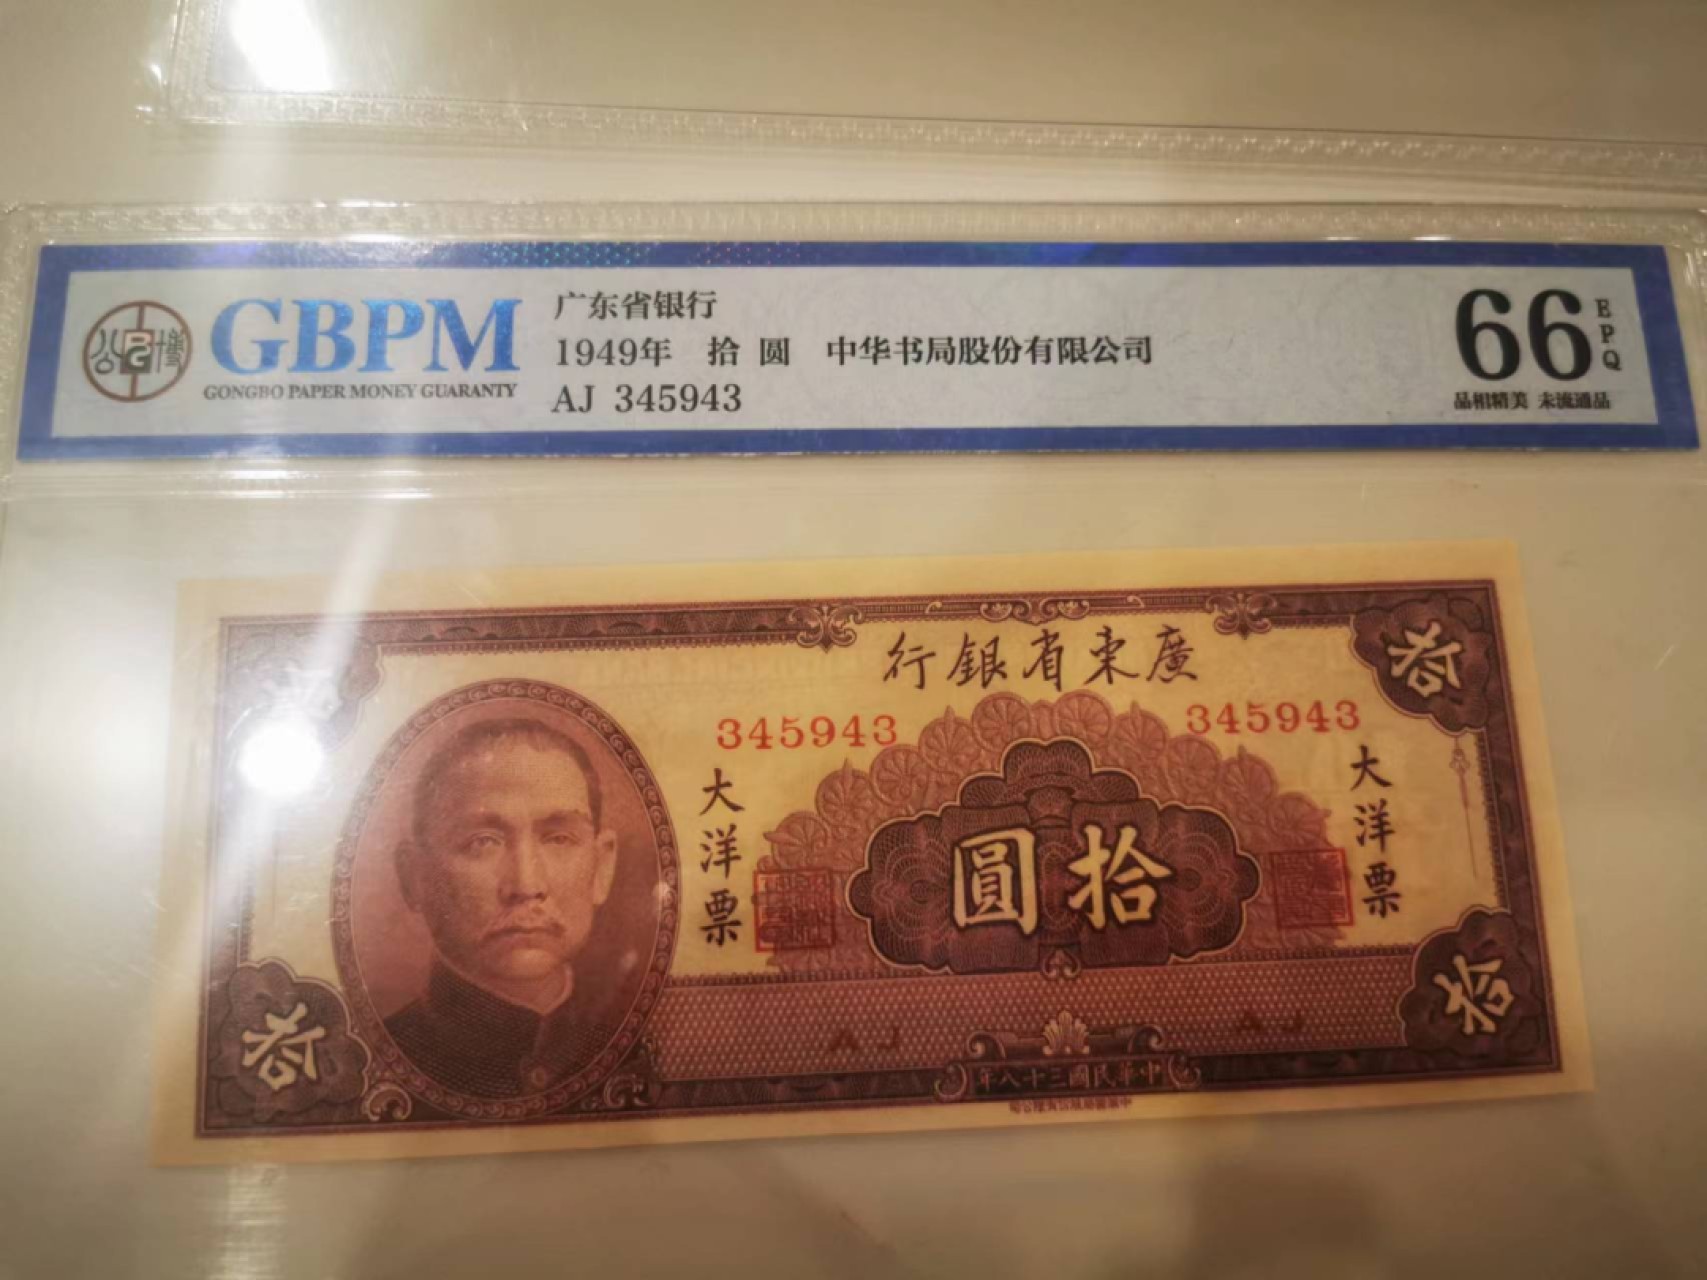 GBPM
GONGBO PAPER MONEY GUARANTY
广东省银行
1949年 拾 圆 中华书局股份有限公司
AJ 345943
66
EPQ
品相精美 未流通品
行銀省東廣
拾
345943 345943
大洋票
圓拾
大洋票
拾
拾
AJ
年八十三國民華中